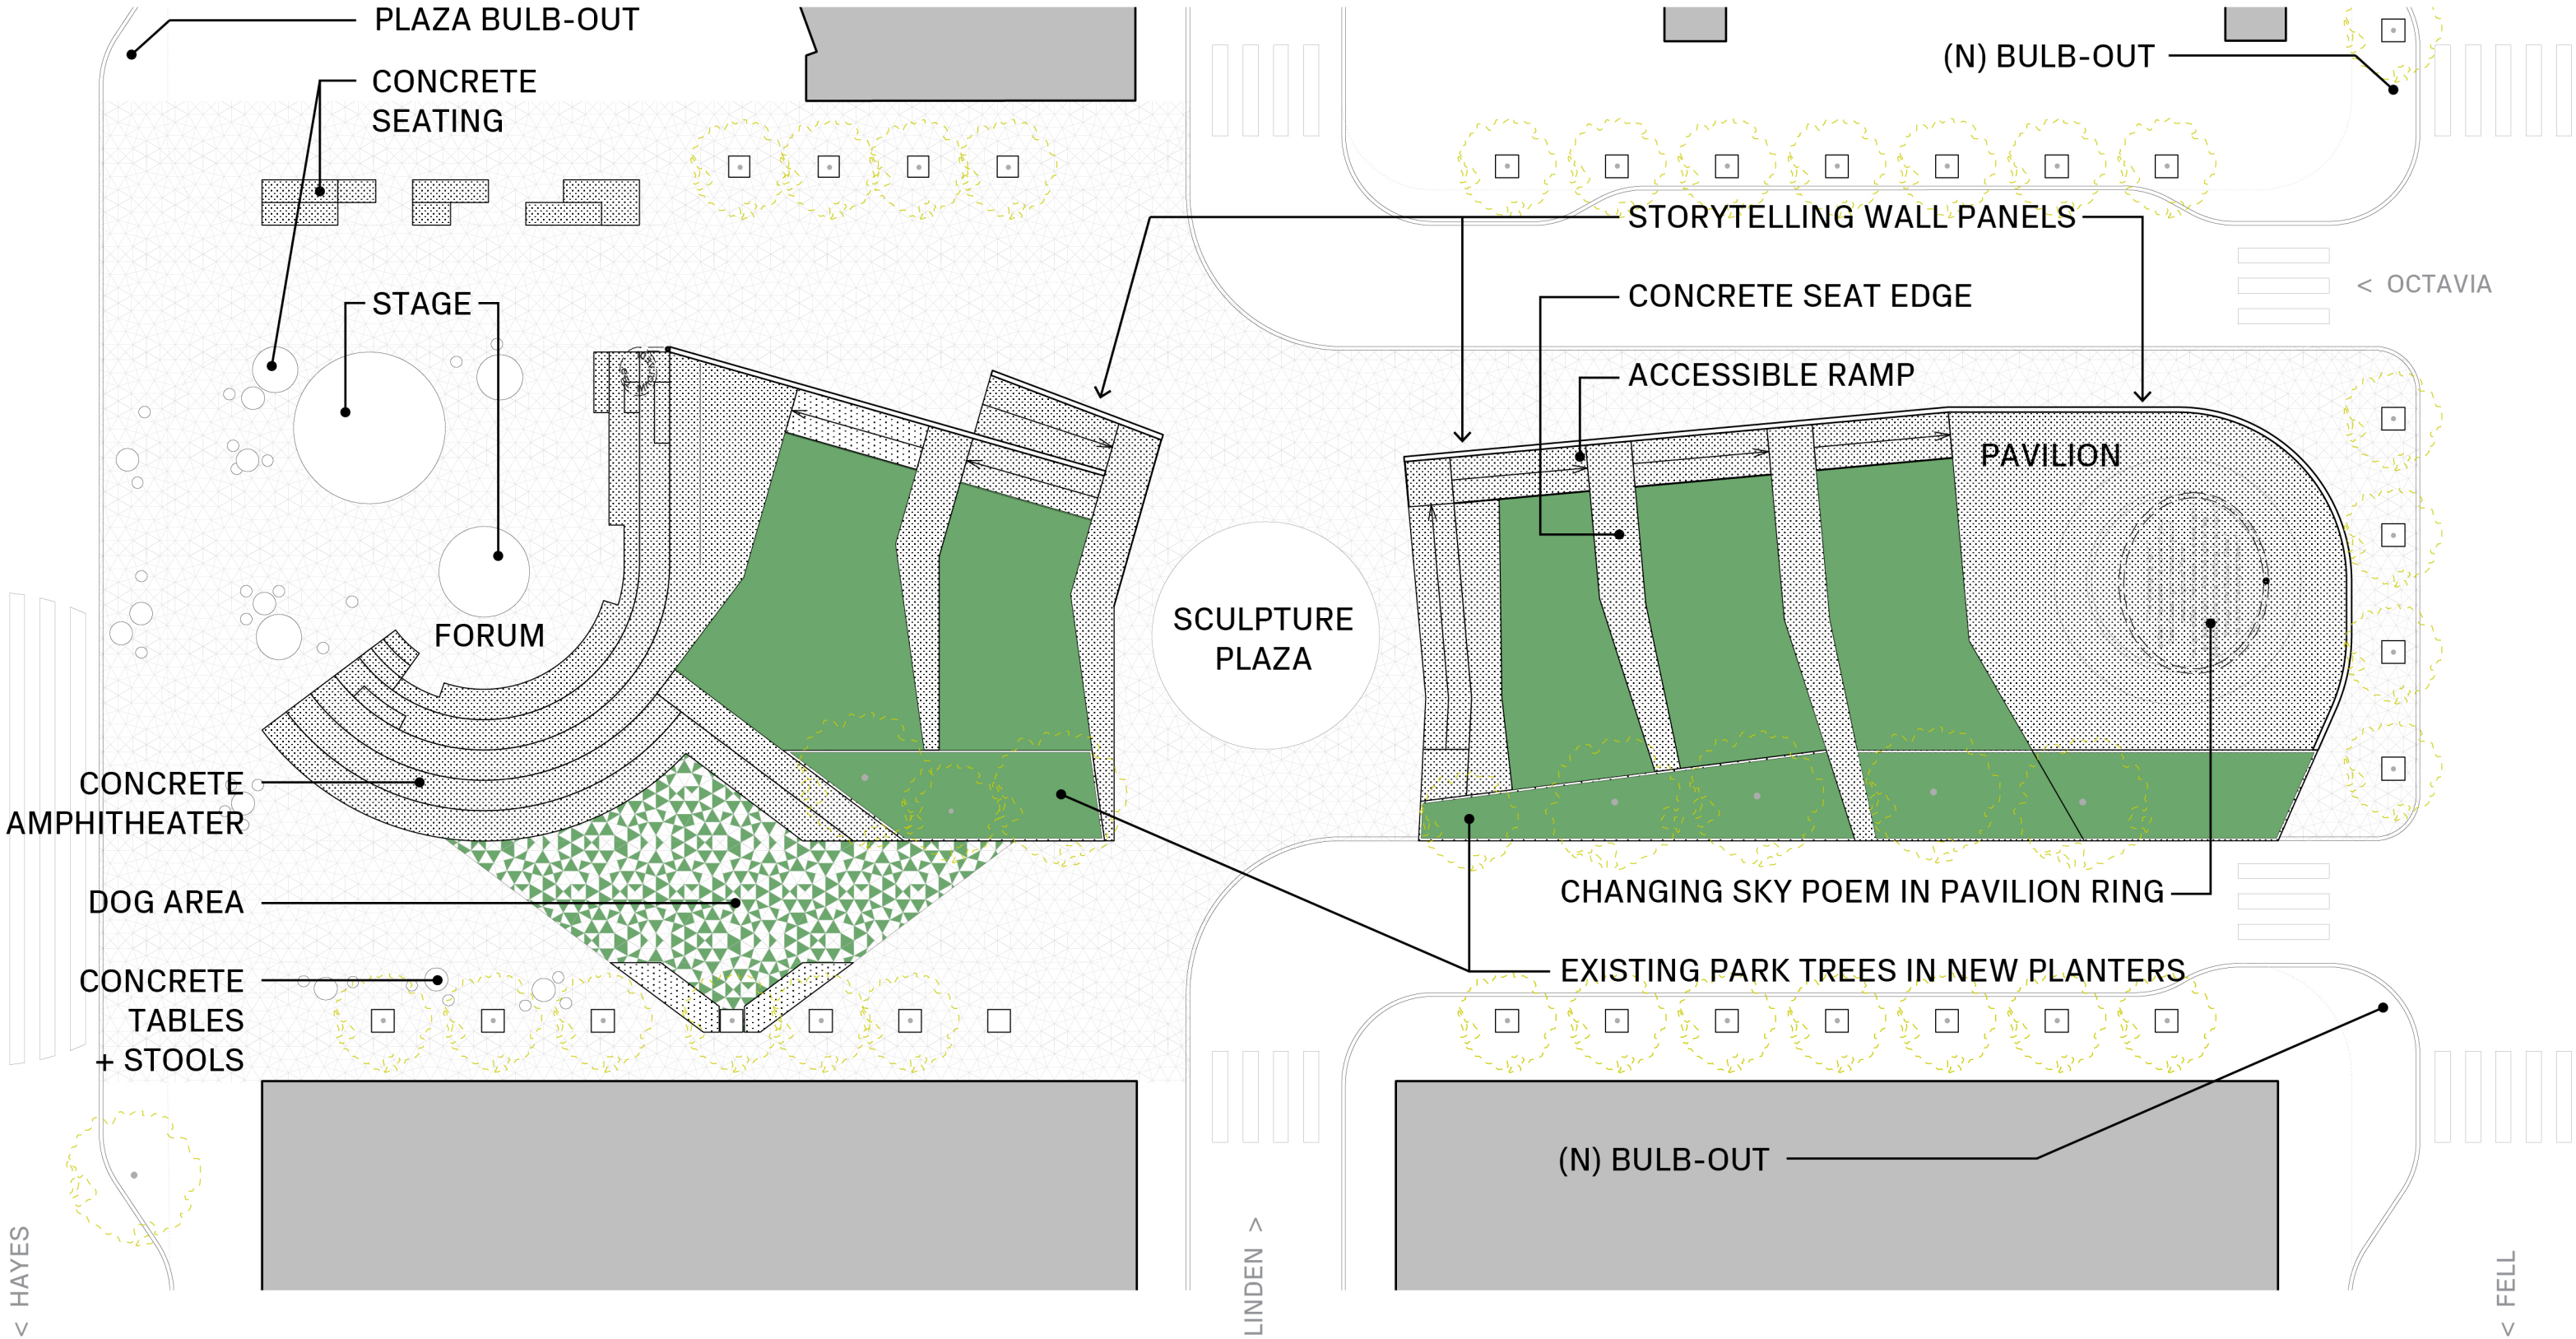 PLAZA BULB-OUT
CONCRETE
SEATING
STAGE
(N) BULB-OUT
STORYTELLING WALL PANELS
CONCRETE SEAT EDGE
ACCESSIBLE RAMP
< OCTAVIA
PAVILION
FORUM
SCULPTURE
PLAZA
CONCRETE
AMPHITHEATER
DOG AREA
CONCRETE
TABLES
+ STOOLS
CHANGING SKY POEM IN PAVILION RING
EXISTING PARK TREES IN NEW PLANTERS
(N) BULB-OUT
< HAYES
LINDEN >
< FELL